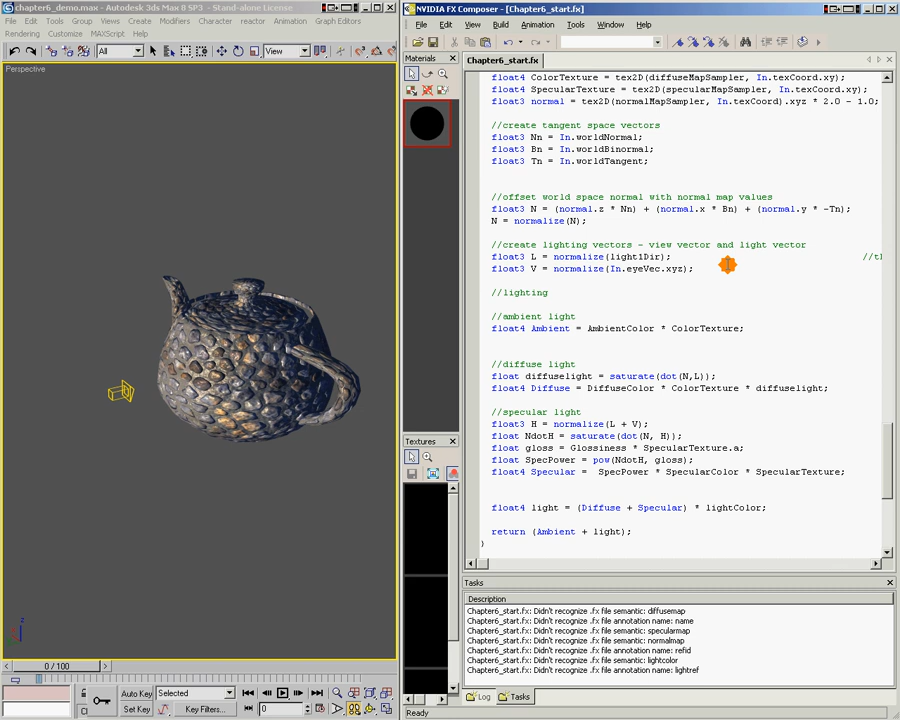 chapter6_demo.max - Autodesk 3ds Max 8 SP3 - Stand-alone License
File Edit Tools Group Views Create Modifiers Character reactor Animation Graph Editors
Rendering Customize MAXScript Help
All
View
Perspective
z
0 / 100
Auto Key
Selected
Set Key
Key Filters...
0
NVIDIA FX Composer - [Chapter6_start.fx]
File Edit View Build Animation Tools Window Help
Materials
Textures
Chapter6_start.fx
float4 ColorTexture = tex2D(diffuseMapSampler, In.texCoord.xy);
float4 SpecularTexture = tex2D(specularMapSampler, In.texCoord.xy);
float3 normal = tex2D(normalMapSampler, In.texCoord).xyz * 2.0 - 1.0;
//create tangent space vectors
float3 Nn = In.worldNormal;
float3 Bn = In.worldBinormal;
float3 Tn = In.worldTangent;
//offset world space normal with normal map values
float3 N = (normal.z * Nn) + (normal.x * Bn) + (normal.y * -Tn);
N = normalize(N);
//create lighting vectors - view vector and light vector
float3 L = normalize(light1Dir);
float3 V = normalize(In.eyeVec.xyz);
//lighting
//ambient light
float4 Ambient = AmbientColor * ColorTexture;
//diffuse light
float diffuselight = saturate(dot(N,L));
float4 Diffuse = DiffuseColor * ColorTexture * diffuselight;
//specular light
float3 H = normalize(L + V);
float NdotH = saturate(dot(N, H));
float gloss = Glossiness * SpecularTexture.a;
float SpecPower = pow(NdotH, gloss);
float4 Specular =  SpecPower * SpecularColor * SpecularTexture;
float4 light = (Diffuse + Specular) * lightColor;
return (Ambient + light);
}
Tasks
Description
Chapter6_start.fx: Didn't recognize .fx file semantic: diffusemap
Chapter6_start.fx: Didn't recognize .fx file annotation name: name
Chapter6_start.fx: Didn't recognize .fx file semantic: specularmap
Chapter6_start.fx: Didn't recognize .fx file semantic: normalmap
Chapter6_start.fx: Didn't recognize .fx file annotation name: refid
Chapter6_start.fx: Didn't recognize .fx file semantic: lightcolor
Chapter6_start.fx: Didn't recognize .fx file annotation name: lightref
Log Tasks
Ready